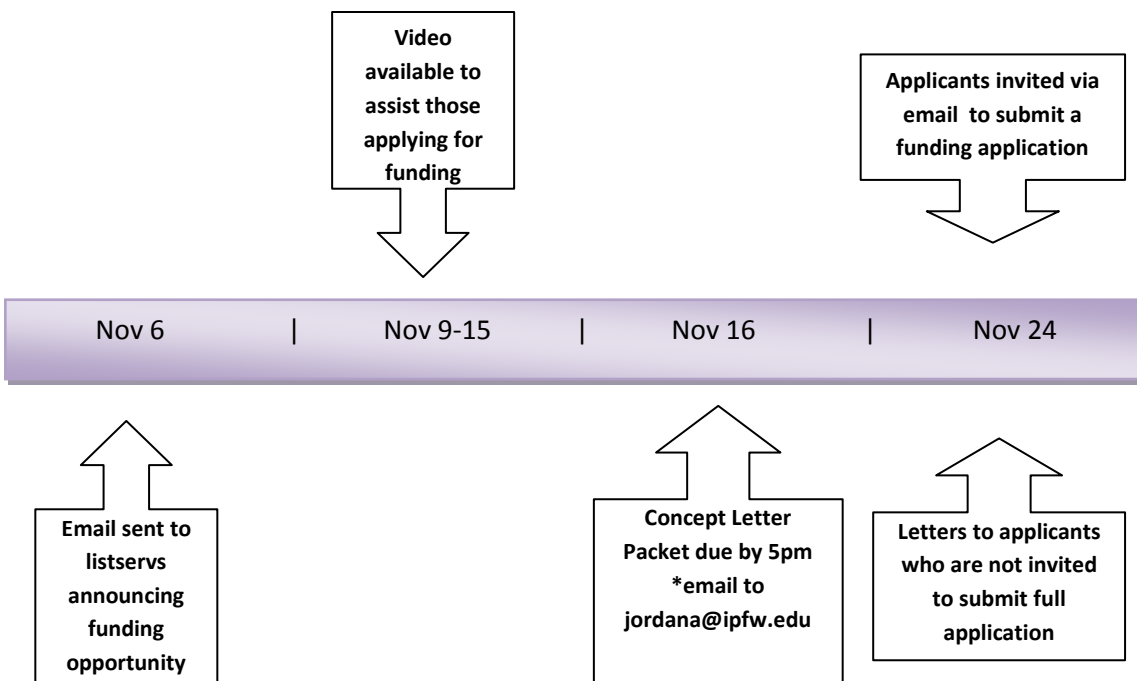 Video
available to
assist those
applying for
funding
Applicants invited via
email to submit a
funding application
Nov 6 | Nov 9-15 | Nov 16 | Nov 24
Email sent to
listservs
announcing
funding
opportunity
Concept Letter
Packet due by 5pm
*email to
jordana@ipfw.edu
Letters to applicants
who are not invited
to submit full
application